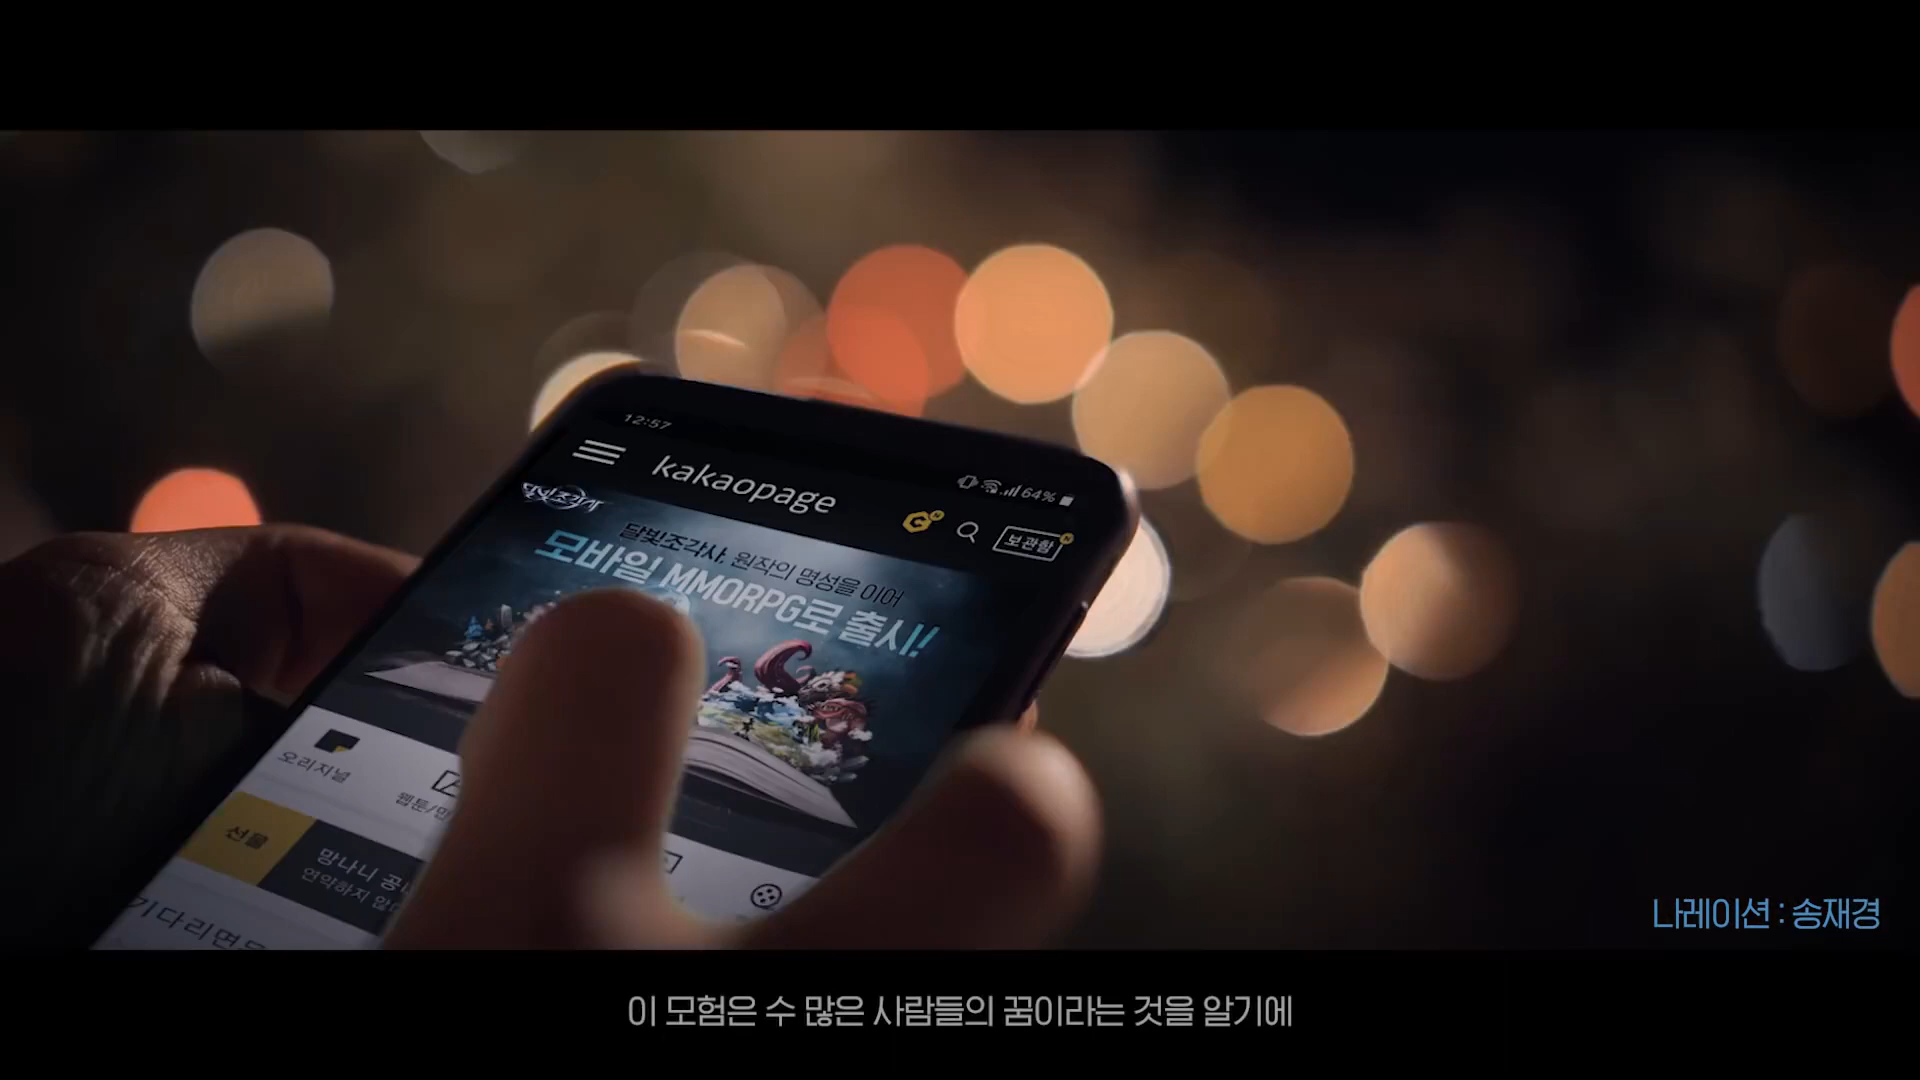 12:57
64%
kakaopage
보관함
달빛조각사
달빛조각사, 원작의 명성을 이어
모바일 MMORPG로 출시!
오리지널
웹툰/만
선물
망나니 공
연약하지 않
기다리면
나레이션 : 송재경
이 모험은 수 많은 사람들의 꿈이라는 것을 알기에